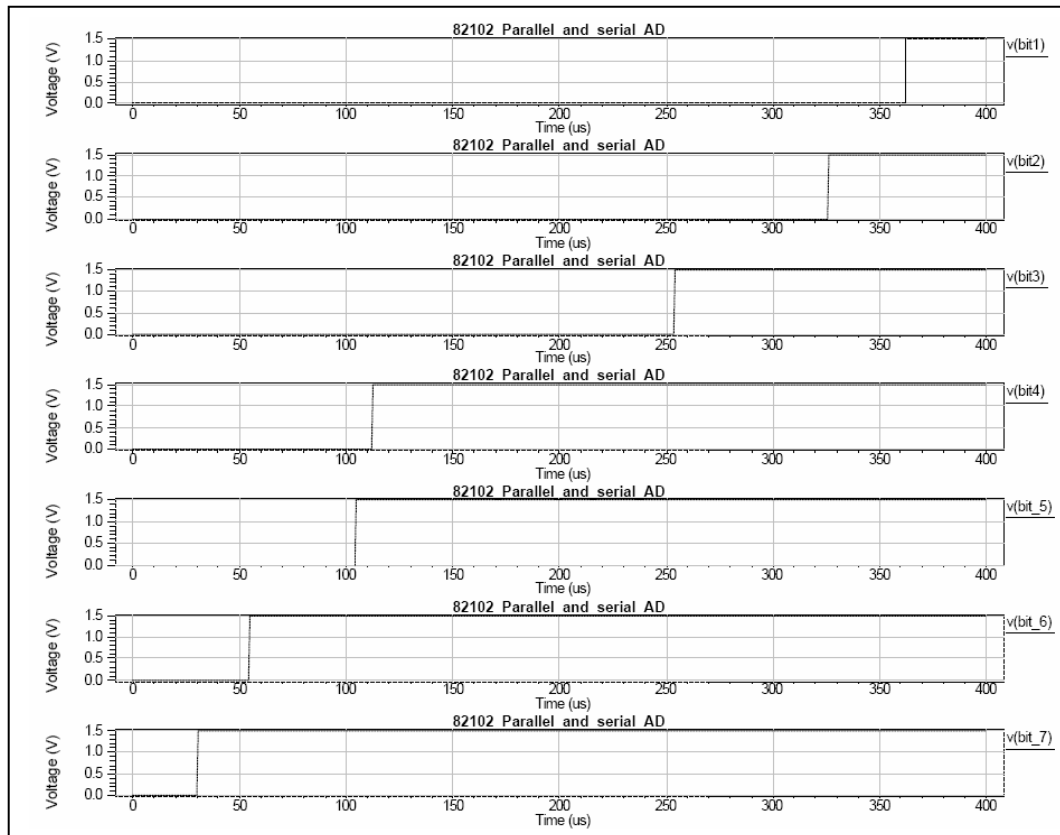 82102 Parallel and serial AD
Voltage (V)
1.5
1.0
0.5
0.0
0 50 100 150 200 250 300 350 400
Time (us)
v(bit1)
82102 Parallel and serial AD
Voltage (V)
1.5
1.0
0.5
0.0
0 50 100 150 200 250 300 350 400
Time (us)
v(bit2)
82102 Parallel and serial AD
Voltage (V)
1.5
1.0
0.5
0.0
0 50 100 150 200 250 300 350 400
Time (us)
v(bit3)
82102 Parallel and serial AD
Voltage (V)
1.5
1.0
0.5
0.0
0 50 100 150 200 250 300 350 400
Time (us)
v(bit4)
82102 Parallel and serial AD
Voltage (V)
1.5
1.0
0.5
0.0
0 50 100 150 200 250 300 350 400
Time (us)
v(bit_5)
82102 Parallel and serial AD
Voltage (V)
1.5
1.0
0.5
0.0
0 50 100 150 200 250 300 350 400
Time (us)
v(bit_6)
82102 Parallel and serial AD
Voltage (V)
1.5
1.0
0.5
0.0
0 50 100 150 200 250 300 350 400
Time (us)
v(bit_7)